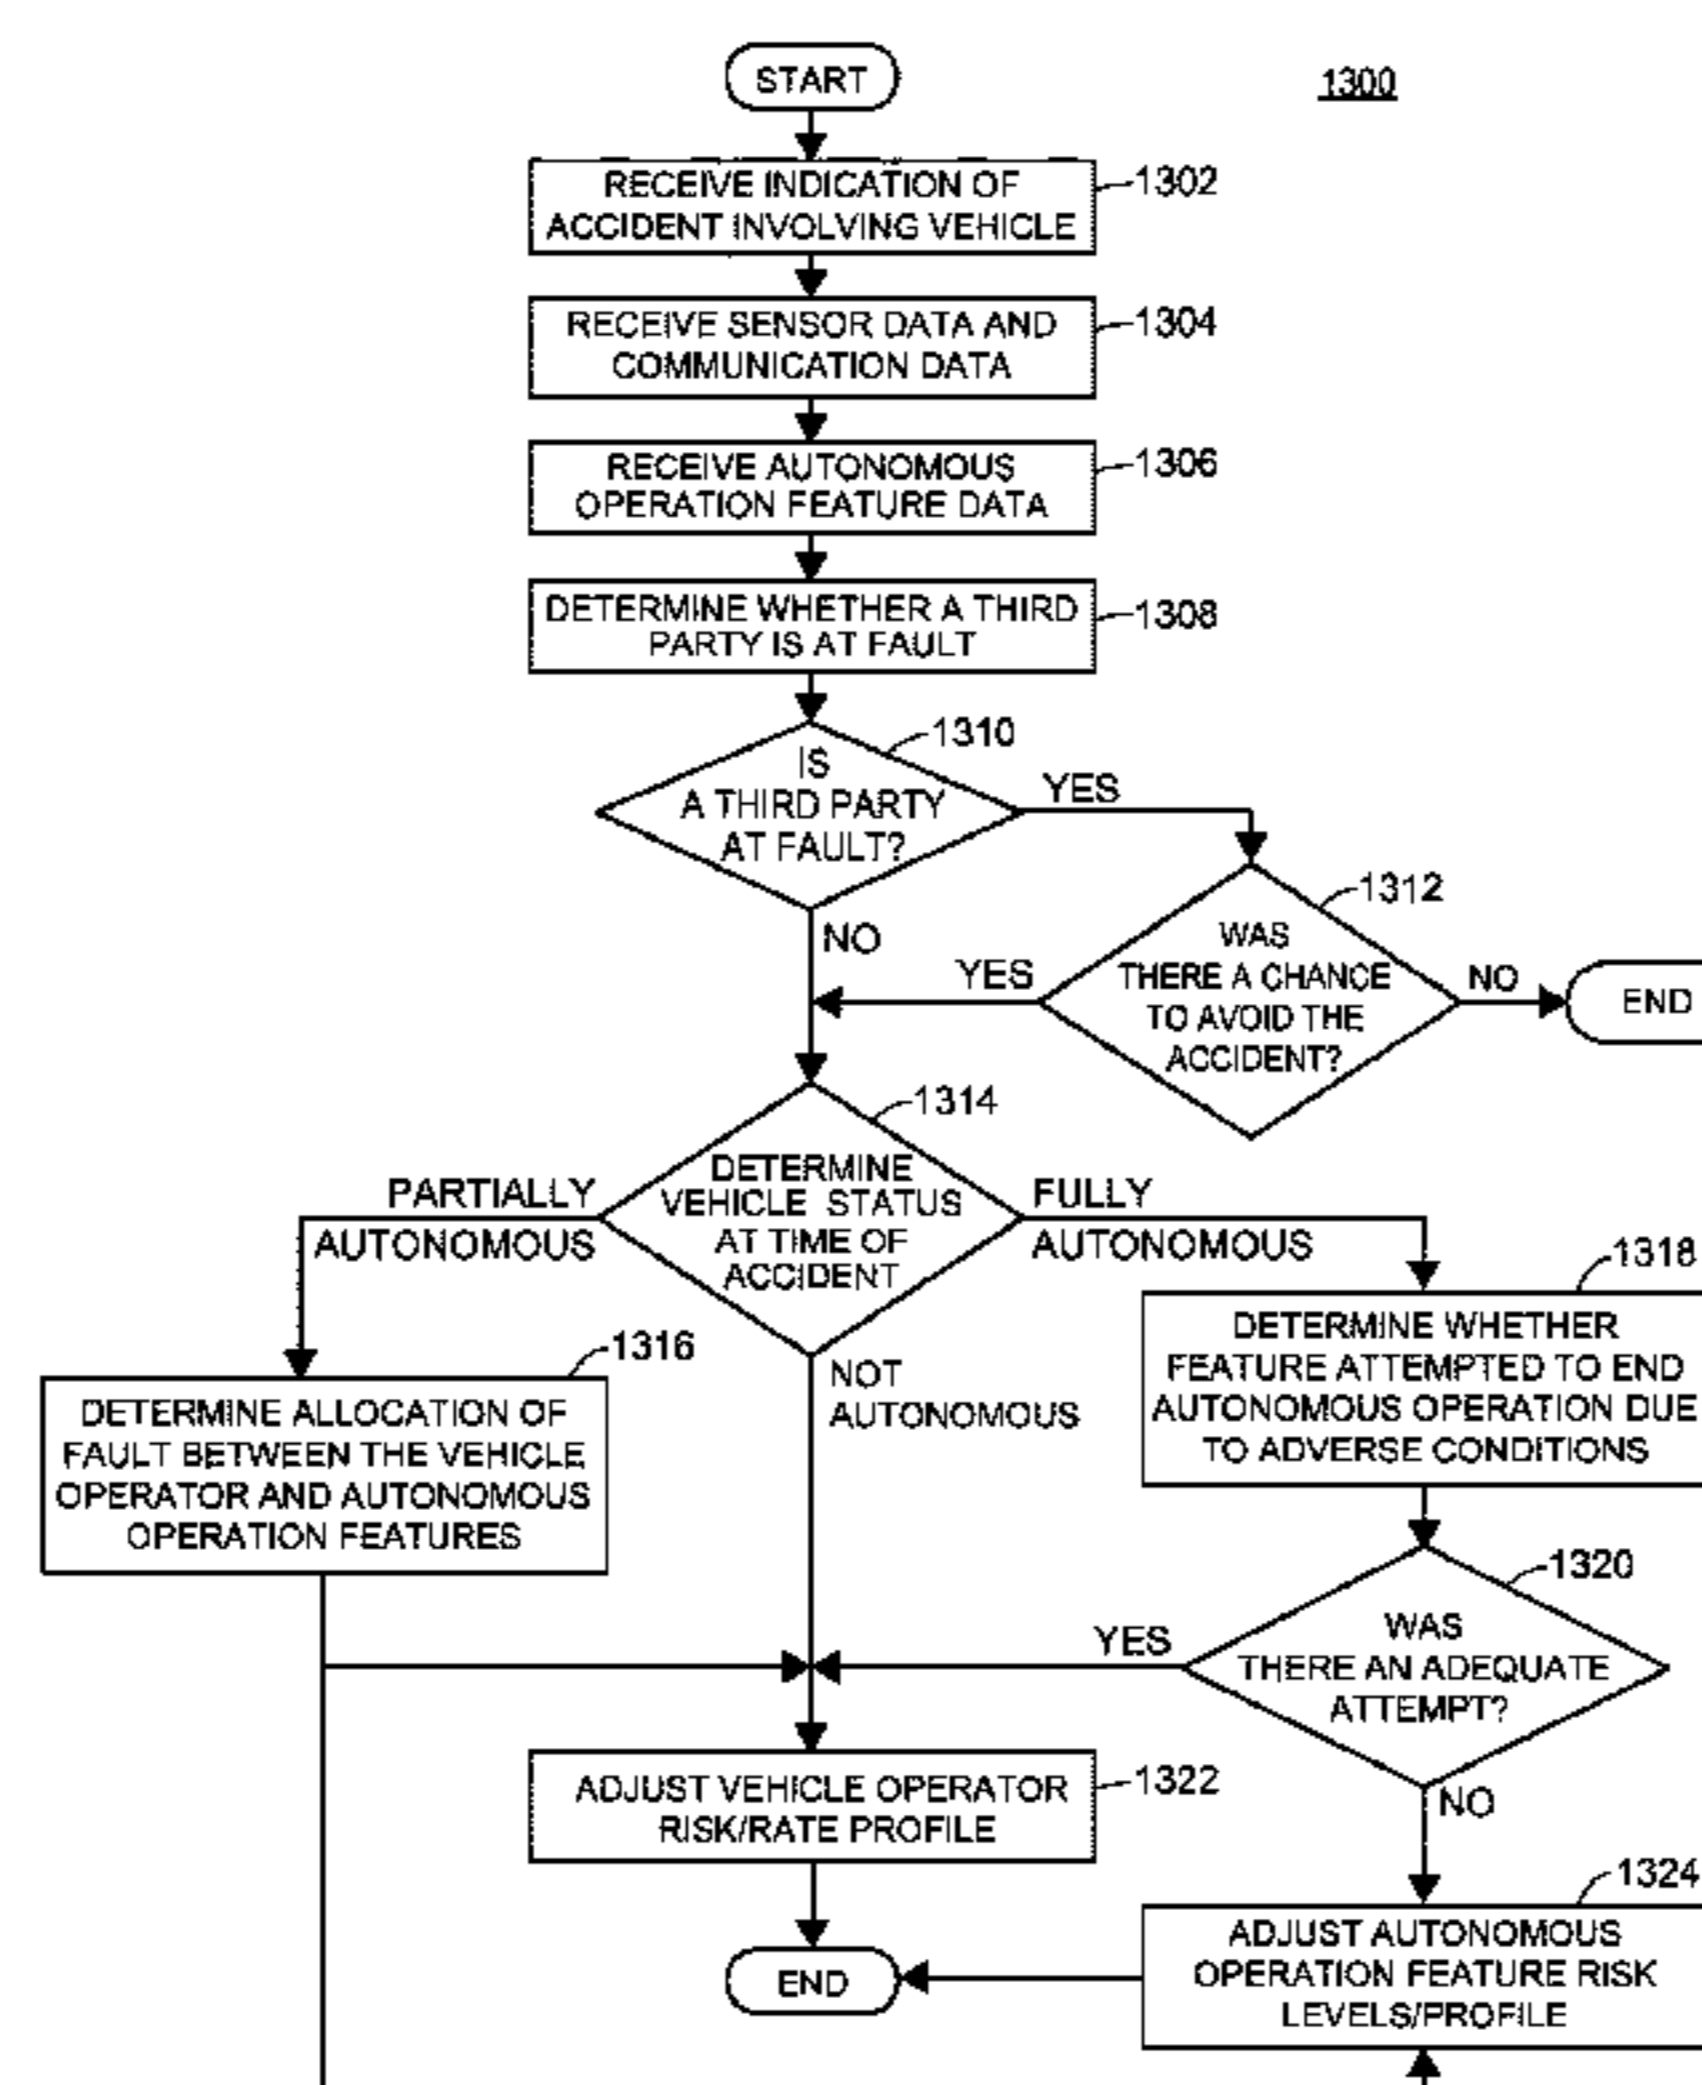 START
1300
RECEIVE INDICATION OF
ACCIDENT INVOLVING VEHICLE
1302
RECEIVE SENSOR DATA AND
COMMUNICATION DATA
1304
RECEIVE AUTONOMOUS
OPERATION FEATURE DATA
1306
DETERMINE WHETHER A THIRD
PARTY IS AT FAULT
1308
1310
IS
A THIRD PARTY
AT FAULT?
YES
NO
1312
WAS
THERE A CHANCE
TO AVOID THE
ACCIDENT?
YES
NO
END
1314
DETERMINE
VEHICLE STATUS
AT TIME OF
ACCIDENT
PARTIALLY
AUTONOMOUS
FULLY
AUTONOMOUS
NOT
AUTONOMOUS
1316
DETERMINE ALLOCATION OF
FAULT BETWEEN THE VEHICLE
OPERATOR AND AUTONOMOUS
OPERATION FEATURES
1318
DETERMINE WHETHER
FEATURE ATTEMPTED TO END
AUTONOMOUS OPERATION DUE
TO ADVERSE CONDITIONS
1320
WAS
THERE AN ADEQUATE
ATTEMPT?
YES
NO
ADJUST VEHICLE OPERATOR
RISK/RATE PROFILE
1322
1324
ADJUST AUTONOMOUS
OPERATION FEATURE RISK
LEVELS/PROFILE
END